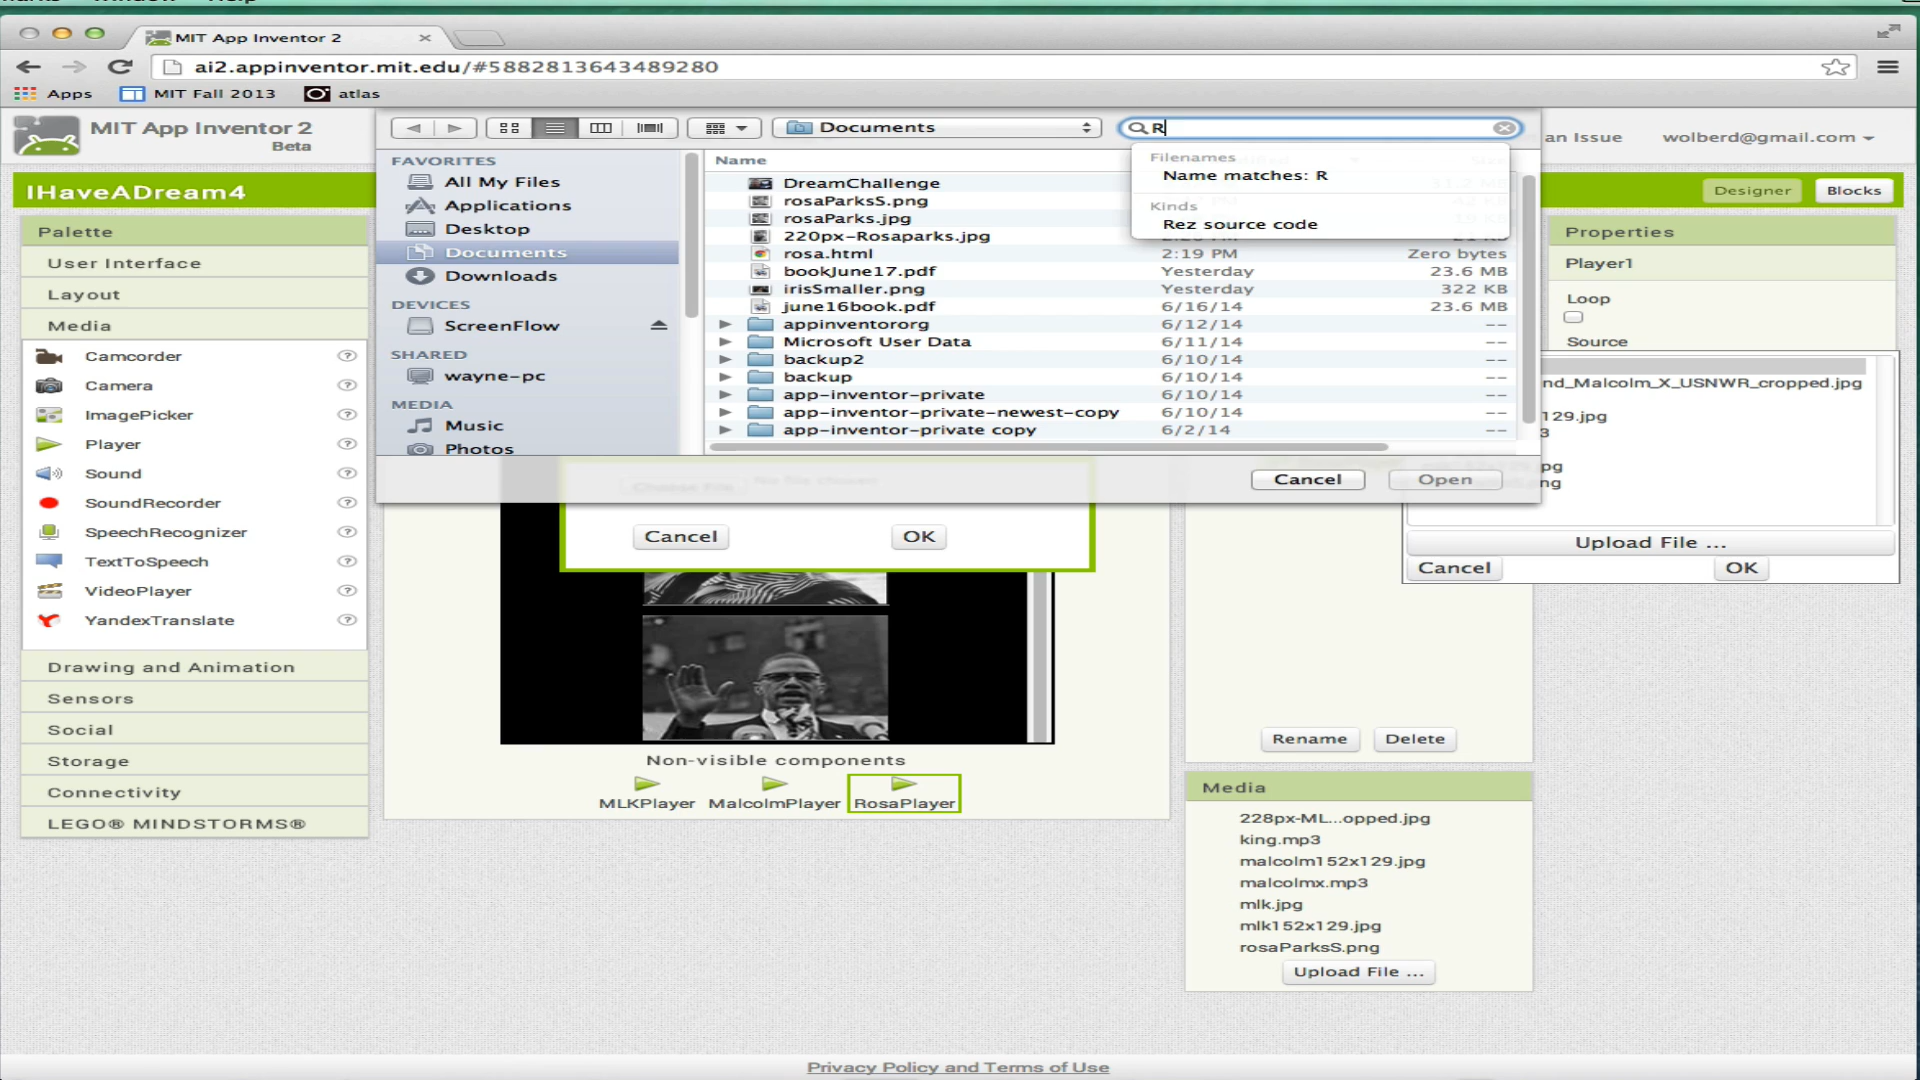 MIT App Inventor 2
ai2.appinventor.mit.edu/#5882813643489280
Apps
MIT Fall 2013
atlas
MIT App Inventor 2
Beta
Documents
R
an Issue
wolberd@gmail.com
IHaveADream4
Designer
Blocks
Palette
User Interface
Layout
Media
Camcorder
Camera
ImagePicker
Player
Sound
SoundRecorder
SpeechRecognizer
TextToSpeech
VideoPlayer
YandexTranslate
Drawing and Animation
Sensors
Social
Storage
Connectivity
LEGO® MINDSTORMS®
FAVORITES
All My Files
Applications
Desktop
Documents
Downloads
DEVICES
ScreenFlow
SHARED
wayne-pc
MEDIA
Music
Photos
Name
DreamChallenge
rosaParksS.png
rosaParks.jpg
220px-Rosaparks.jpg
rosa.html 2:19 PM Zero bytes
bookJune17.pdf Yesterday 23.6 MB
irisSmaller.png Yesterday 322 KB
june16book.pdf 6/16/14 23.6 MB
appinventororg 6/12/14 --
Microsoft User Data 6/11/14 --
backup2 6/10/14 --
backup 6/10/14 --
app-inventor-private 6/10/14 --
app-inventor-private-newest-copy 6/10/14 --
app-inventor-private copy 6/2/14 --
Filenames
Name matches: R
Kinds
Rez source code
Cancel
Open
Choose File No file chosen
Cancel
OK
Non-visible components
MLKPlayer
MalcolmPlayer
RosaPlayer
Rename
Delete
Media
228px-ML...opped.jpg
king.mp3
malcolm152x129.jpg
malcolmx.mp3
mlk.jpg
mlk152x129.jpg
rosaParksS.png
Upload File ...
Properties
Player1
Loop
Source
nd_Malcolm_X_USNWR_cropped.jpg
129.jpg
3
pg
png
Upload File ...
Cancel
OK
Privacy Policy and Terms of Use